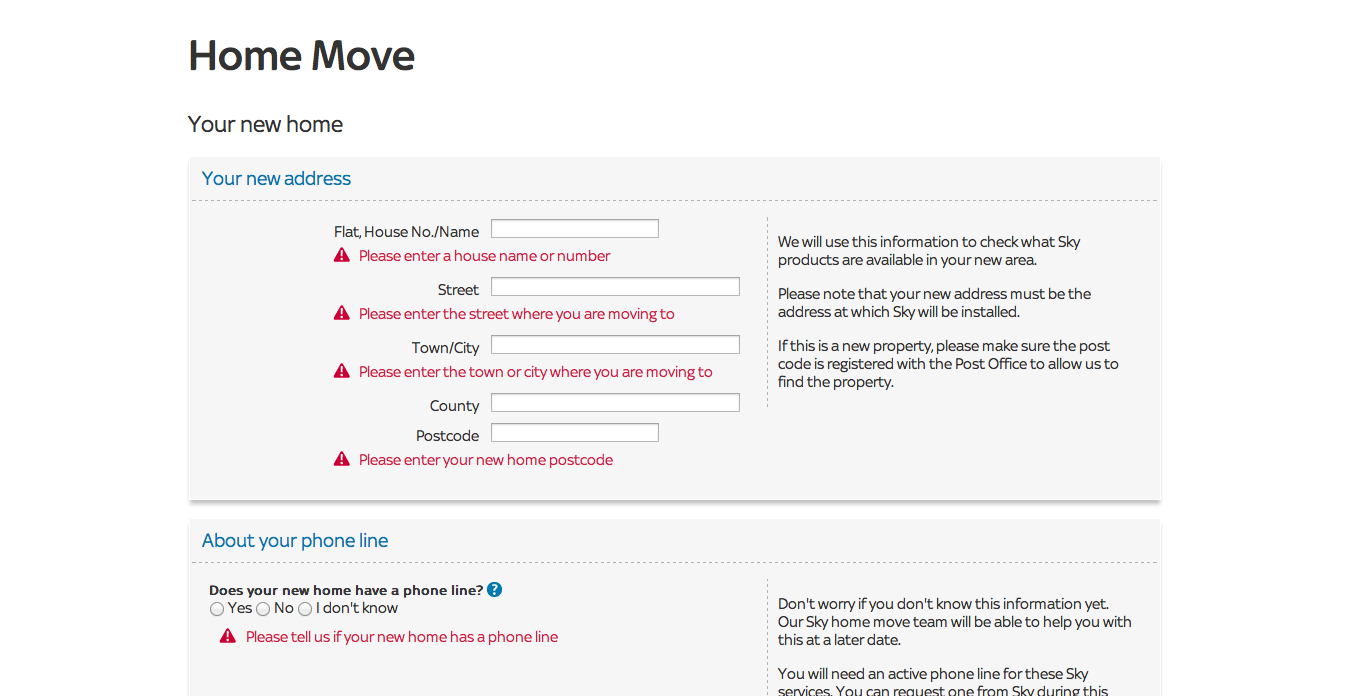 Home Move
Your new home
Your new address
Flat, House No./Name
Please enter a house name or number
Street
Please enter the street where you are moving to
Town/City
Please enter the town or city where you are moving to
County
Postcode
Please enter your new home postcode
We will use this information to check what Sky
products are available in your new area.
Please note that your new address must be the
address at which Sky will be installed.
If this is a new property, please make sure the post
code is registered with the Post Office to allow us to
find the property.
About your phone line
Does your new home have a phone line? ?
Yes No I don't know
Please tell us if your new home has a phone line
Don't worry if you don't know this information yet.
Our Sky home move team will be able to help you with
this at a later date.
You will need an active phone line for these Sky
services. You can request one from Sky during this